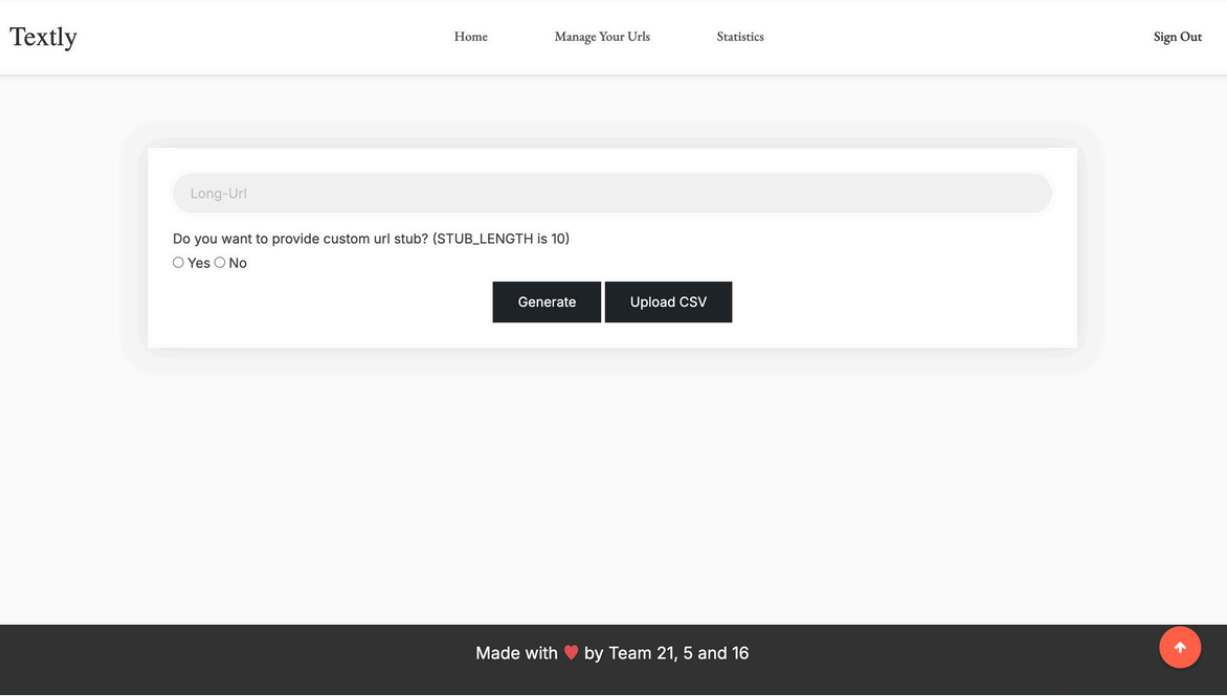 Textly
Home Manage Your Urls Statistics Sign Out
Long-Url
Do you want to provide custom url stub? (STUB_LENGTH is 10)
Yes No
Generate Upload CSV
Made with ❤ by Team 21, 5 and 16